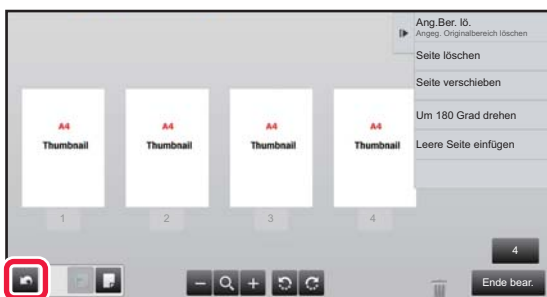 Ang.Ber. lö.
Angeg. Originalbereich löschen
Seite löschen
Seite verschieben
Um 180 Grad drehen
Leere Seite einfügen
A4 A4 A4 A4
Thumbnail Thumbnail Thumbnail Thumbnail
1 2 3 4
4
Ende bear.